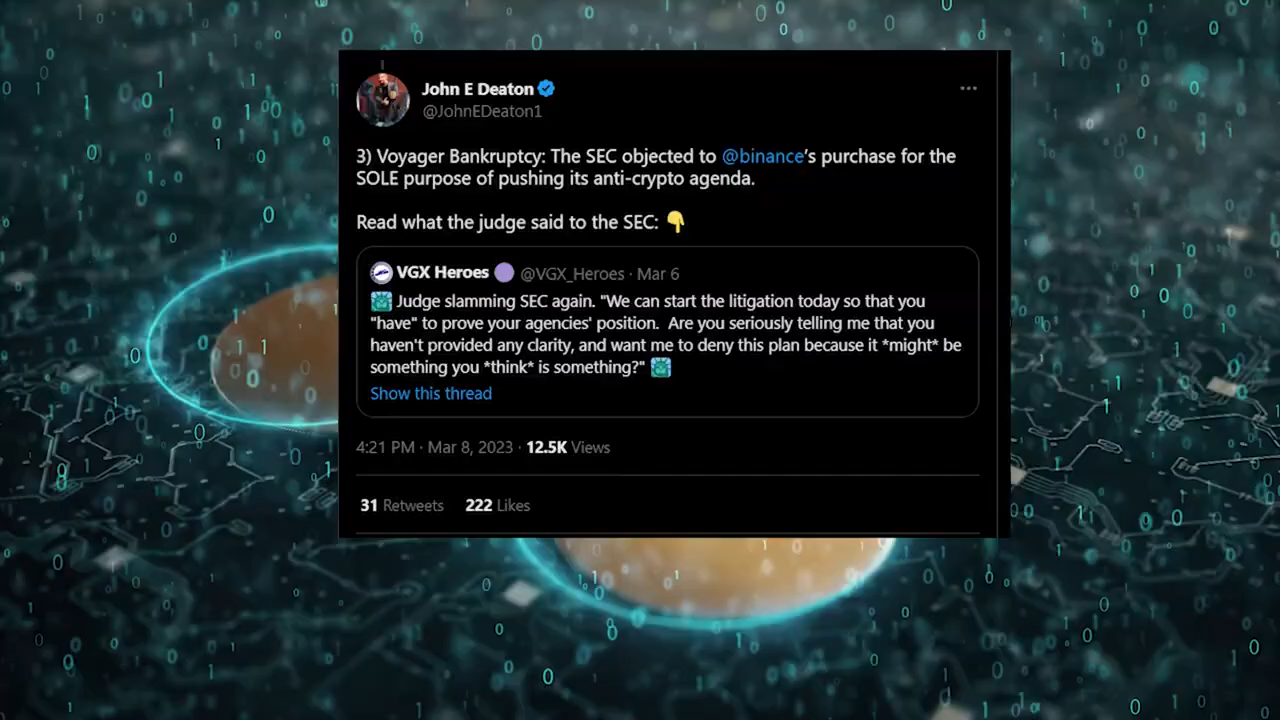 John E Deaton
@JohnEDeaton1
3) Voyager Bankruptcy: The SEC objected to @binance's purchase for the
SOLE purpose of pushing its anti-crypto agenda.
Read what the judge said to the SEC: 👇
VGX Heroes @VGX_Heroes · Mar 6
Judge slamming SEC again. "We can start the litigation today so that you
"have" to prove your agencies' position.  Are you seriously telling me that you
haven't provided any clarity, and want me to deny this plan because it *might* be
something you *think* is something?"
Show this thread
4:21 PM · Mar 8, 2023 · 12.5K Views
31 Retweets 222 Likes